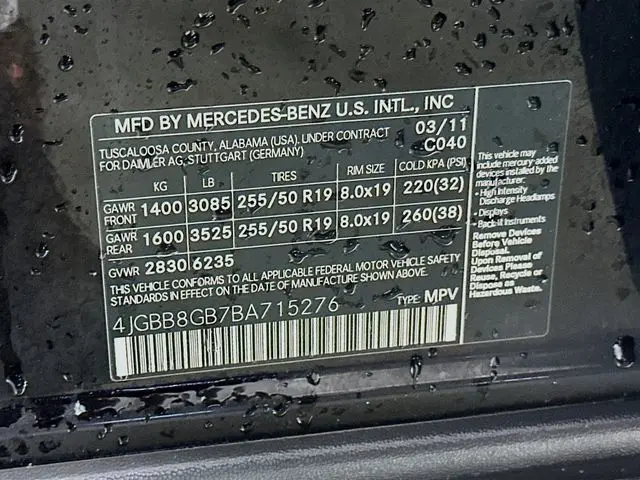 MFD BY MERCEDES-BENZ U.S. INTL., INC
TUSCALOOSA COUNTY, ALABAMA (USA), UNDER CONTRACT 03/11
FOR DAIMLER AG, STUTTGART (GERMANY) C040
KG LB TIRES RIM SIZE COLD KPA (PSI)
GAWR FRONT 1400 3085 255/50 R19 8.0x19 220(32)
GAWR REAR 1600 3525 255/50 R19 8.0x19 260(38)
GVWR 2830 6235
THIS VEHICLE CONFORMS TO ALL APPLICABLE FEDERAL MOTOR VEHICLE SAFETY
STANDARDS IN EFFECT ON THE DATE OF MANUFACTURE SHOWN ABOVE.
4JGBB8GB7BA715276 TYPE: MPV
This vehicle may
include mercury-added
devices installed by the
manufacturer:
- High Intensity
Discharge Headlamps
- Displays
- Back-lit Instruments
Remove Devices
Before Vehicle
Disposal.
Upon Removal of
Devices Please
Reuse, Recycle or
Dispose as
Hazardous Waste.